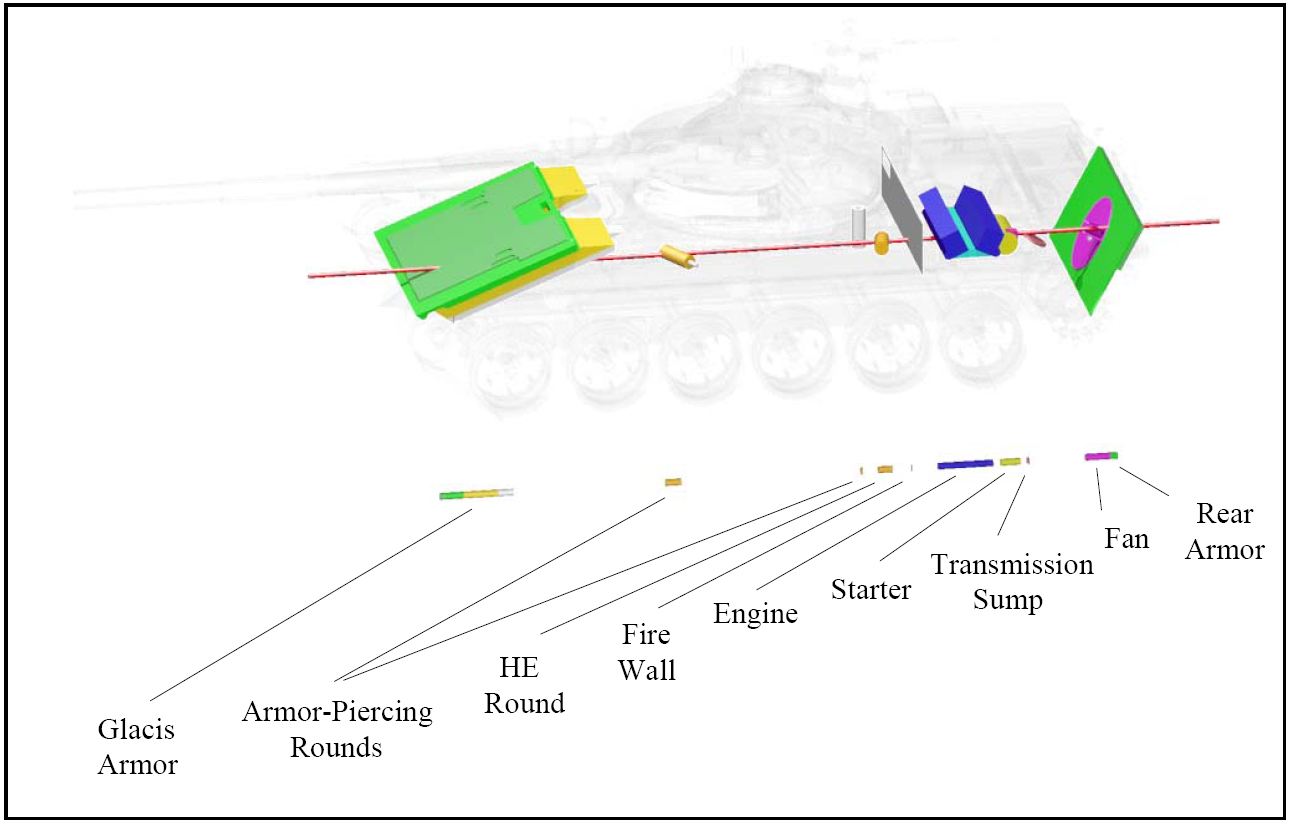 Rear
Armor
Fan
Transmission
Sump
Starter
Engine
Fire
Wall
HE
Round
Armor-Piercing
Rounds
Glacis
Armor